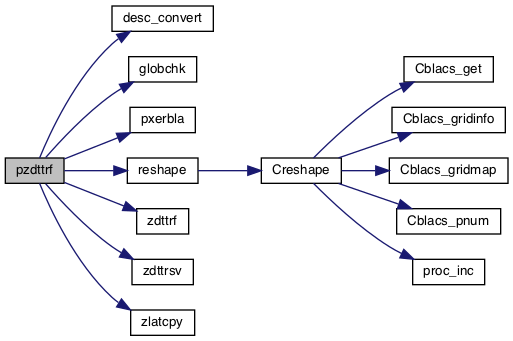 desc_convert
globchk
Cblacs_get
pxerbla
Cblacs_gridinfo
pzdttrf
reshape
Creshape
Cblacs_gridmap
zdttrf
Cblacs_pnum
zdttrsv
proc_inc
zlatcpy